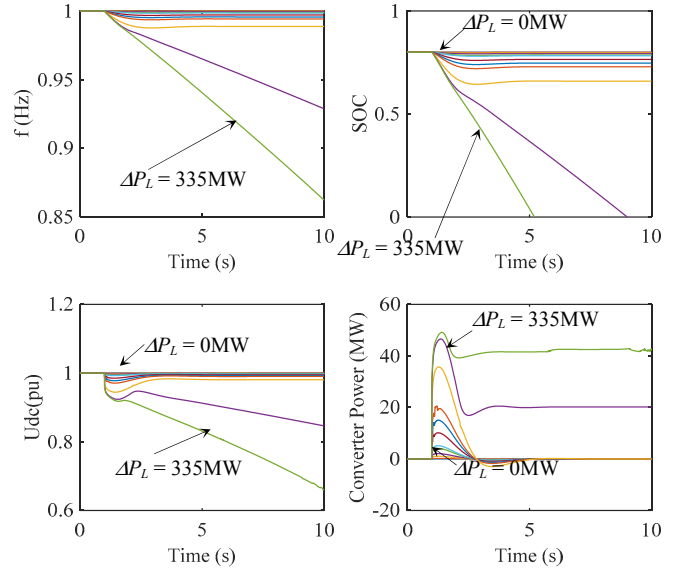 1
0.95
0.9
0.85
f (Hz)
ΔP_L = 335MW
0
5
10
Time (s)
1
0.5
0
SOC
ΔP_L = 0MW
ΔP_L = 335MW
0
5
10
Time (s)
1.2
1
0.8
0.6
Udc(pu)
ΔP_L = 0MW
ΔP_L = 335MW
0
5
10
Time (s)
60
40
20
0
-20
Converter Power (MW)
ΔP_L = 335MW
ΔP_L = 0MW
0
5
10
Time (s)